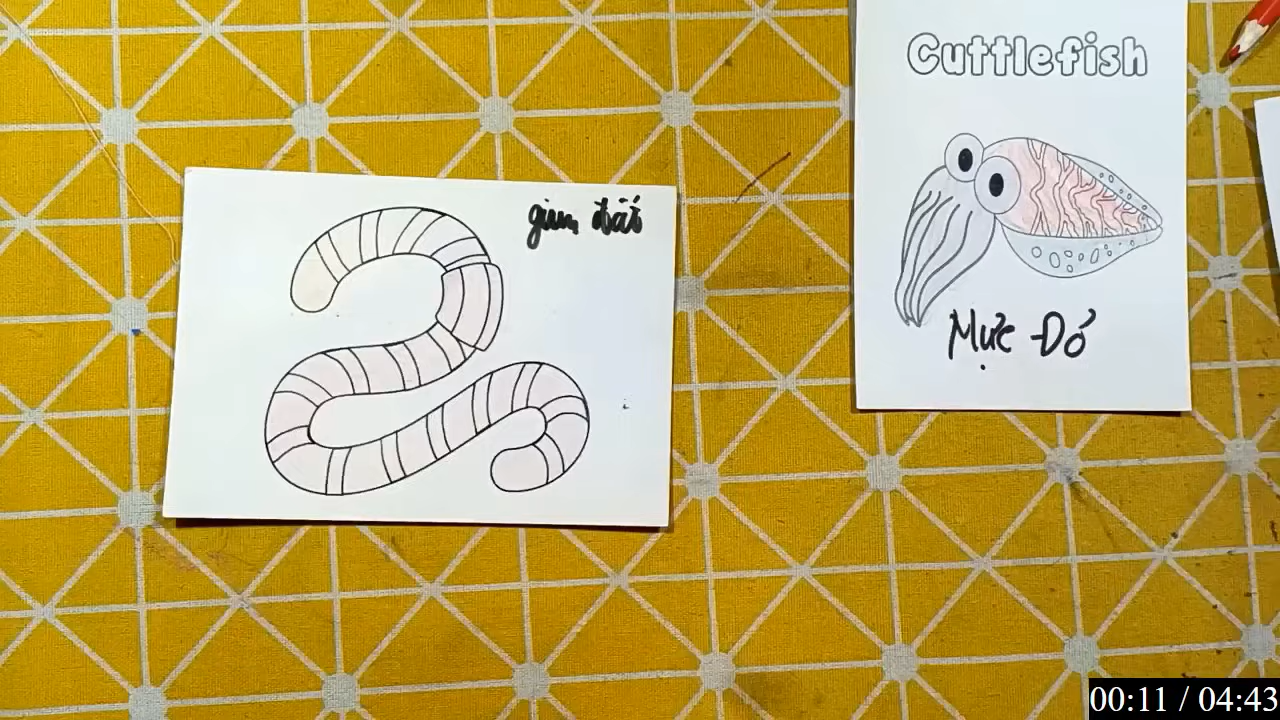 giun đất
Cuttlefish
Mực Đỏ
00:11 / 04:43